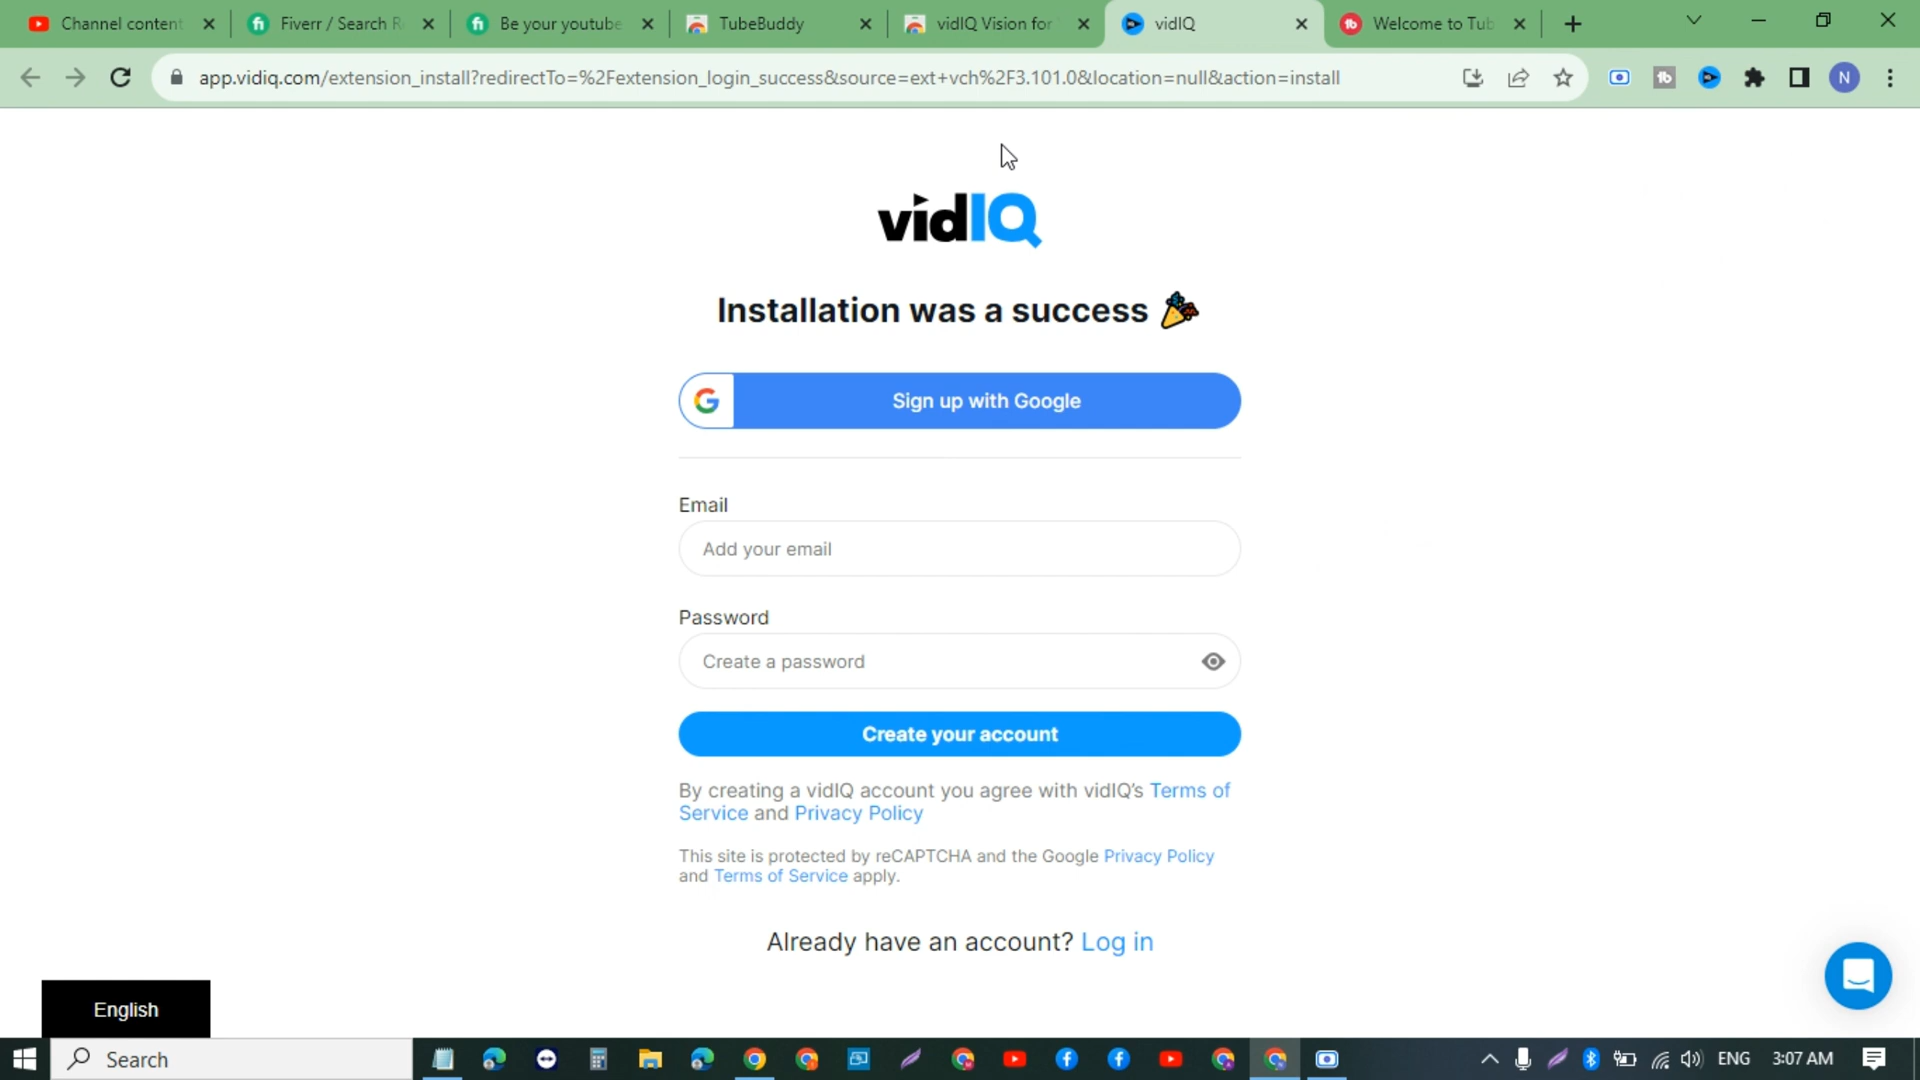 Channel content
Fiverr / Search R
Be your youtube
TubeBuddy
vidIQ Vision for
vidIQ
Welcome to Tub
app.vidiq.com/extension_install?redirectTo=%2Fextension_login_success&source=ext+vch%2F3.101.0&location=null&action=install
N
vidIQ
Installation was a success
Sign up with Google
Email
Add your email
Password
Create a password
Create your account
By creating a vidIQ account you agree with vidIQ's Terms of
Service and Privacy Policy
This site is protected by reCAPTCHA and the Google Privacy Policy
and Terms of Service apply.
Already have an account? Log in
English
Search
ENG
3:07 AM